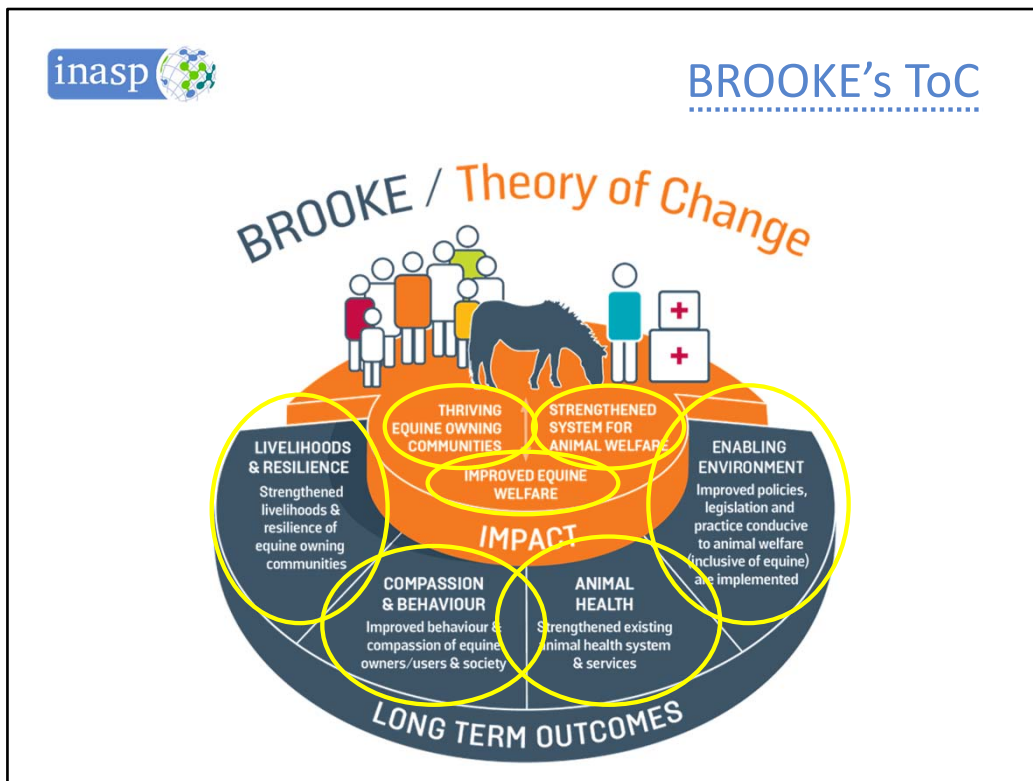 inasp
BROOKE's ToC
BROOKE / Theory of Change
THRIVING
EQUINE OWNING
COMMUNITIES
STRENGTHENED
SYSTEM FOR
ANIMAL WELFARE
IMPROVED EQUINE
WELFARE
IMPACT
LIVELIHOODS
& RESILIENCE
Strengthened
livelihoods &
resilience of
equine owning
communities
COMPASSION
& BEHAVIOUR
Improved behaviour &
compassion of equine
owners/users & society
ANIMAL
HEALTH
Strengthened existing
animal health system
& services
ENABLING
ENVIRONMENT
Improved policies,
legislation and
practice conducive
to animal welfare
(inclusive of equine)
are implemented
LONG TERM OUTCOMES